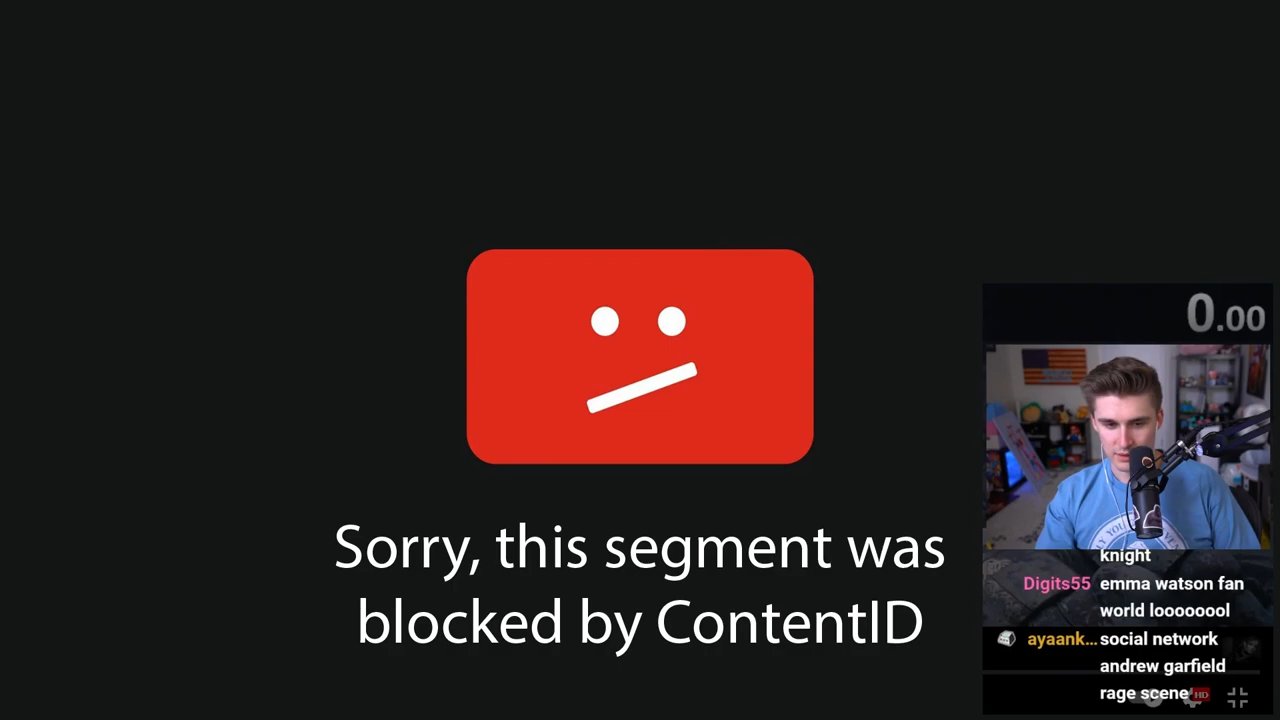 Sorry, this segment was
blocked by ContentID
0.00
knight
Digits55 emma watson fan
world loooooool
ayaank... social network
andrew garfield
rage scene
HD